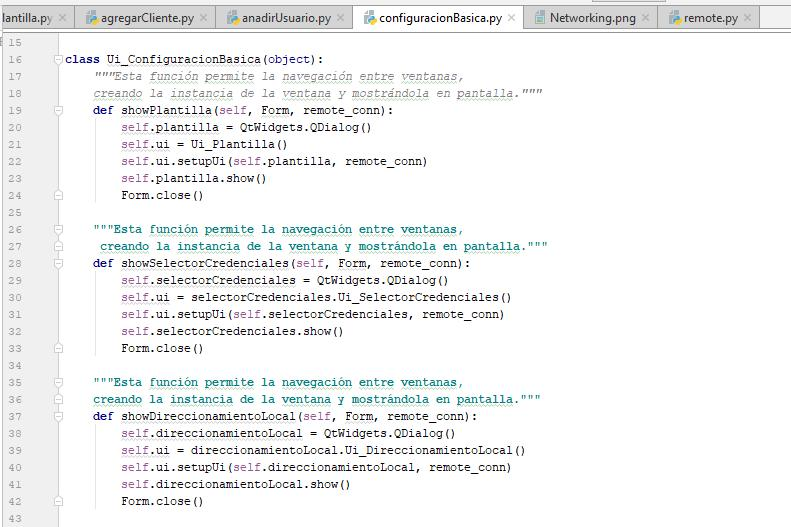 lantilla.py agregarCliente.py anadirUsuario.py configuracionBasica.py Networking.png remote.py
15
16 class Ui_ConfiguracionBasica(object):
17 """Esta función permite la navegación entre ventanas,
18 creando la instancia de la ventana y mostrándola en pantalla."""
19 def showPlantilla(self, Form, remote_conn):
20 self.plantilla = QtWidgets.QDialog()
21 self.ui = Ui_Plantilla()
22 self.ui.setupUi(self.plantilla, remote_conn)
23 self.plantilla.show()
24 Form.close()
25
26 """Esta función permite la navegación entre ventanas,
27 creando la instancia de la ventana y mostrándola en pantalla."""
28 def showSelectorCredenciales(self, Form, remote_conn):
29 self.selectorCredenciales = QtWidgets.QDialog()
30 self.ui = selectorCredenciales.Ui_SelectorCredenciales()
31 self.ui.setupUi(self.selectorCredenciales, remote_conn)
32 self.selectorCredenciales.show()
33 Form.close()
34
35 """Esta función permite la navegación entre ventanas,
36 creando la instancia de la ventana y mostrándola en pantalla."""
37 def showDireccionamientoLocal(self, Form, remote_conn):
38 self.direccionamientoLocal = QtWidgets.QDialog()
39 self.ui = direccionamientoLocal.Ui_DireccionamientoLocal()
40 self.ui.setupUi(self.direccionamientoLocal, remote_conn)
41 self.direccionamientoLocal.show()
42 Form.close()
43